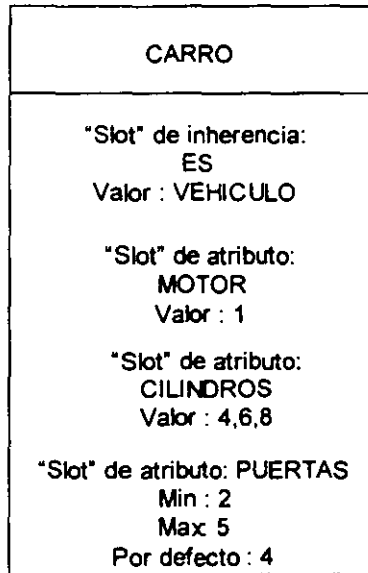 CARRO
"Slot" de inherencia:
ES
Valor : VEHICULO
"Slot" de atributo:
MOTOR
Valor : 1
"Slot" de atributo:
CILINDROS
Valor : 4,6,8
"Slot" de atributo: PUERTAS
Min : 2
Max 5
Por defecto : 4